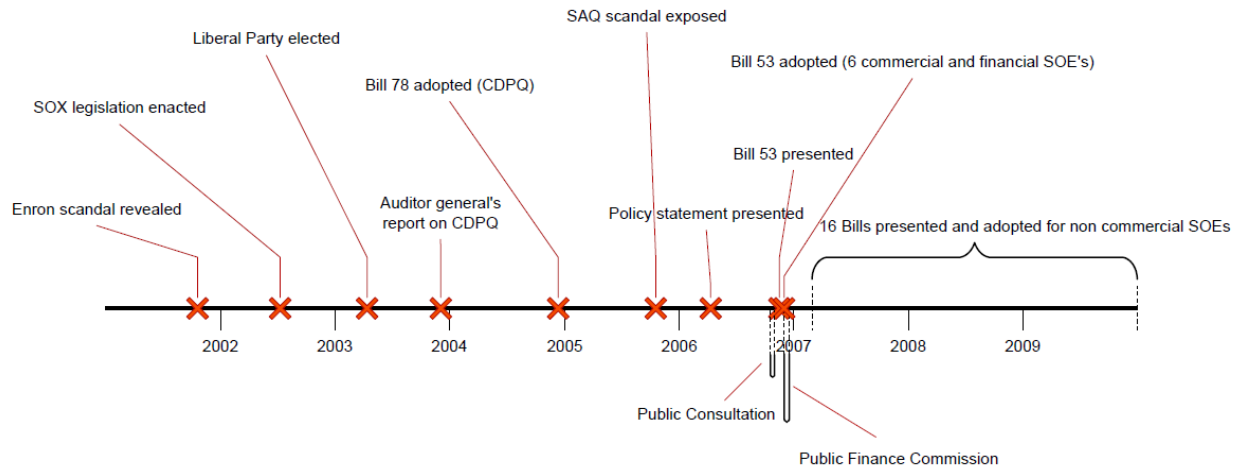 SAQ scandal exposed
Liberal Party elected
Bill 53 adopted (6 commercial and financial SOE's)
Bill 78 adopted (CDPQ)
SOX legislation enacted
Bill 53 presented
Auditor general's
report on CDPQ
Enron scandal revealed
Policy statement presented
16 Bills presented and adopted for non commercial SOEs
2002
2003
2004
2005
2006
2007
2008
2009
Public Consultation
Public Finance Commission